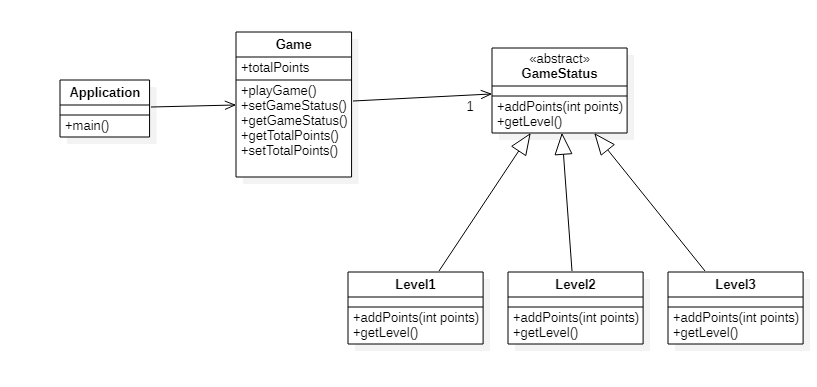 Application
+main()
Game
+totalPoints
+playGame()
+setGameStatus()
+getGameStatus()
+getTotalPoints()
+setTotalPoints()
1
«abstract»
GameStatus
+addPoints(int points)
+getLevel()
Level1
+addPoints(int points)
+getLevel()
Level2
+addPoints(int points)
+getLevel()
Level3
+addPoints(int points)
+getLevel()